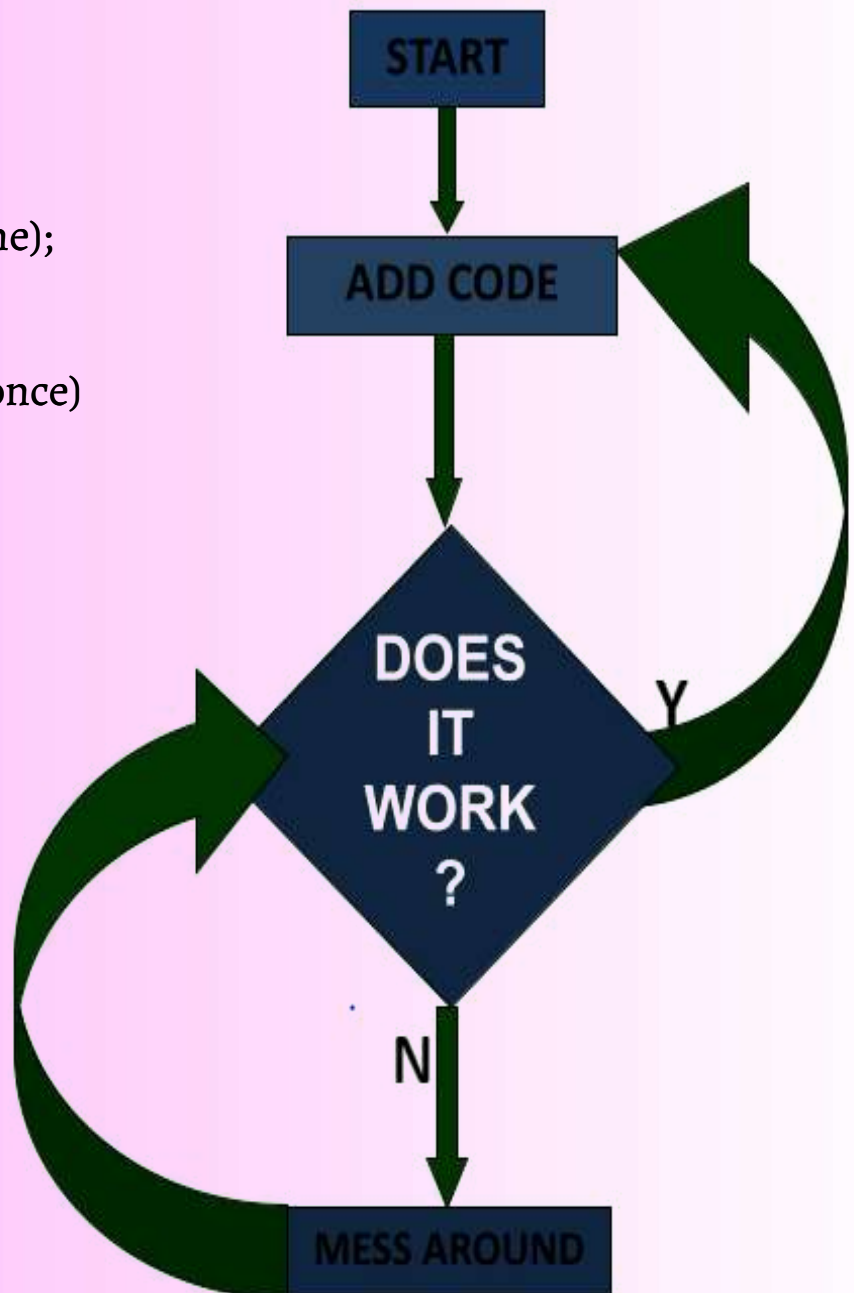 START
ne);
ADD CODE
once)
DOES
IT
WORK
?
Y
N
MESS AROUND